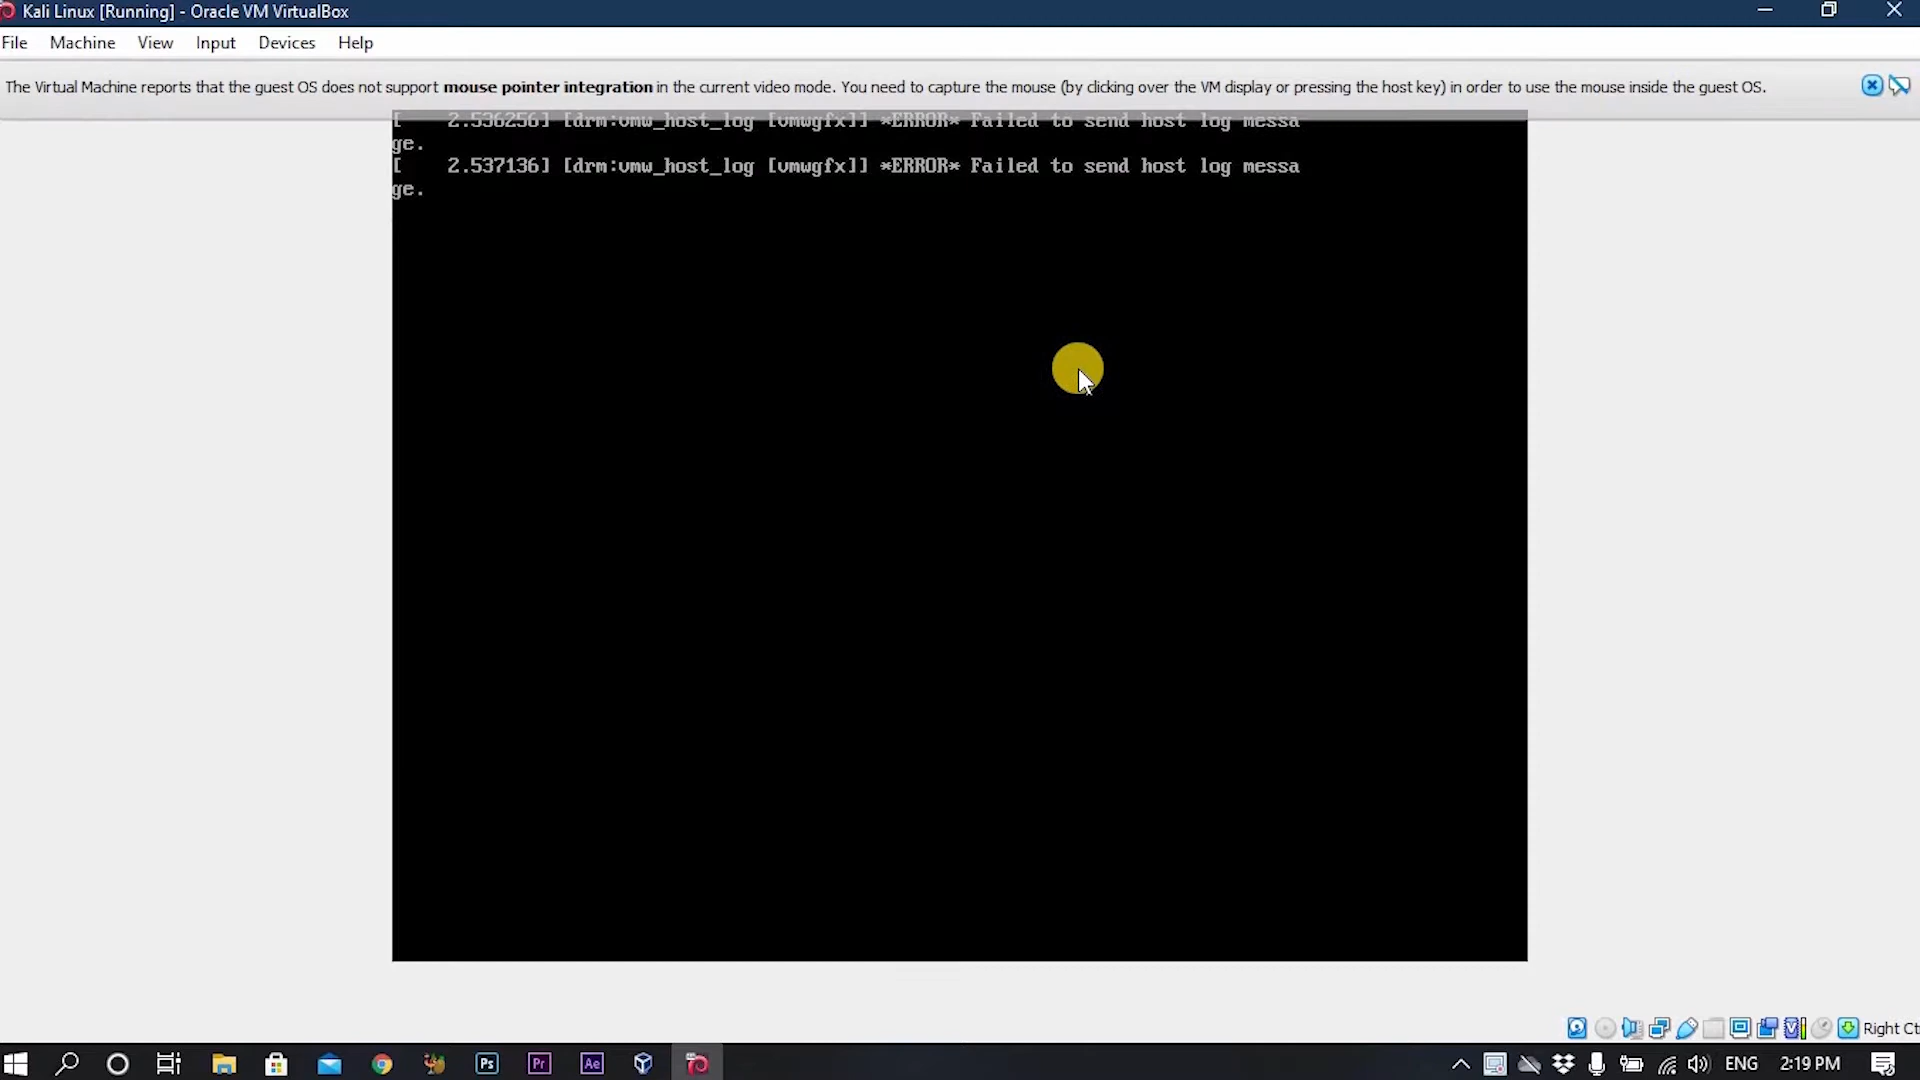 Kali Linux [Running] - Oracle VM VirtualBox
File Machine View Input Devices Help
The Virtual Machine reports that the guest OS does not support mouse pointer integration in the current video mode. You need to capture the mouse (by clicking over the VM display or pressing the host key) in order to use the mouse inside the guest OS.
[    2.536256] [drm:vmw_host_log [vmwgfx]] *ERROR* Failed to send host log messa
ge.
[    2.537136] [drm:vmw_host_log [vmwgfx]] *ERROR* Failed to send host log messa
ge.
Right Ct
Ps Pr Ae ENG 2:19 PM